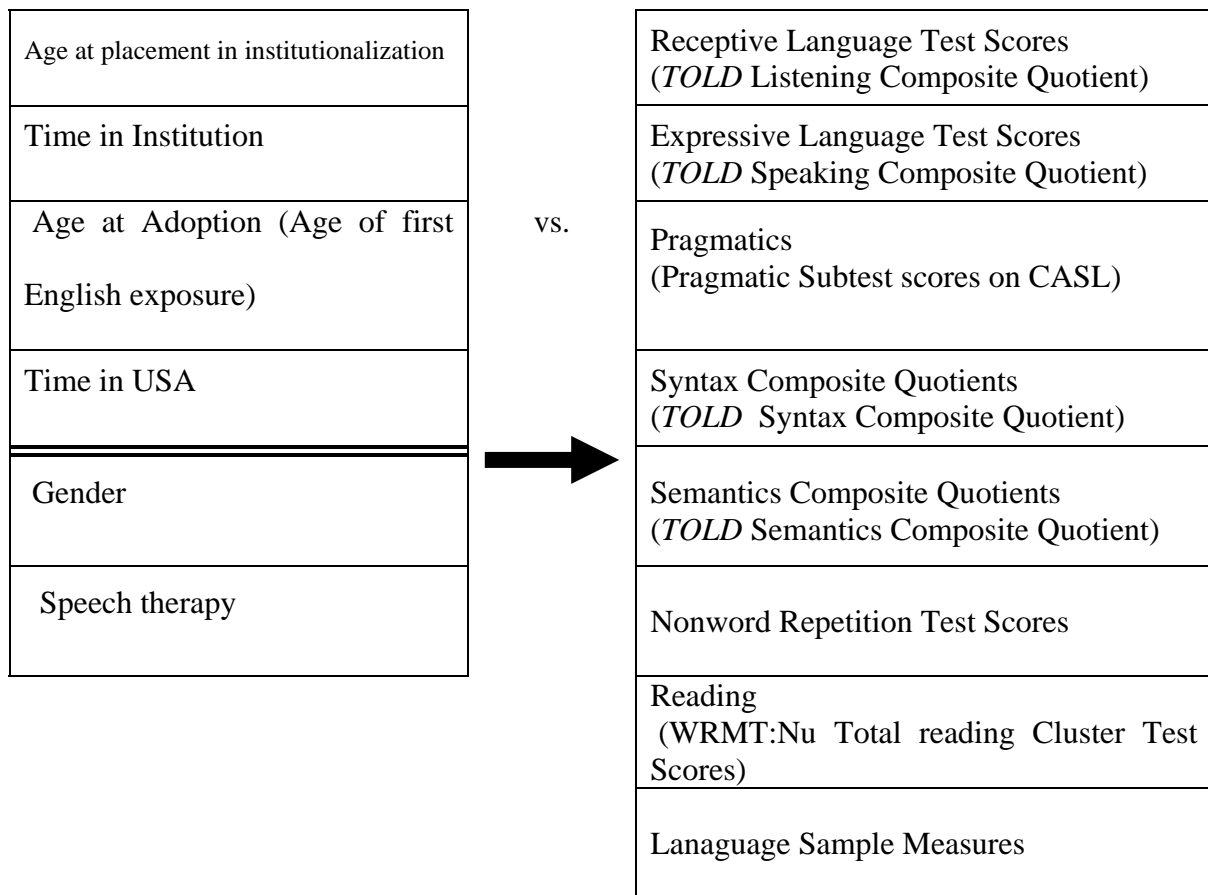 Age at placement in institutionalization
Time in Institution
Age at Adoption (Age of first
English exposure)
Time in USA
Gender
Speech therapy
vs.
Receptive Language Test Scores
(TOLD Listening Composite Quotient)
Expressive Language Test Scores
(TOLD Speaking Composite Quotient)
Pragmatics
(Pragmatic Subtest scores on CASL)
Syntax Composite Quotients
(TOLD Syntax Composite Quotient)
Semantics Composite Quotients
(TOLD Semantics Composite Quotient)
Nonword Repetition Test Scores
Reading
(WRMT:Nu Total reading Cluster Test
Scores)
Lanaguage Sample Measures